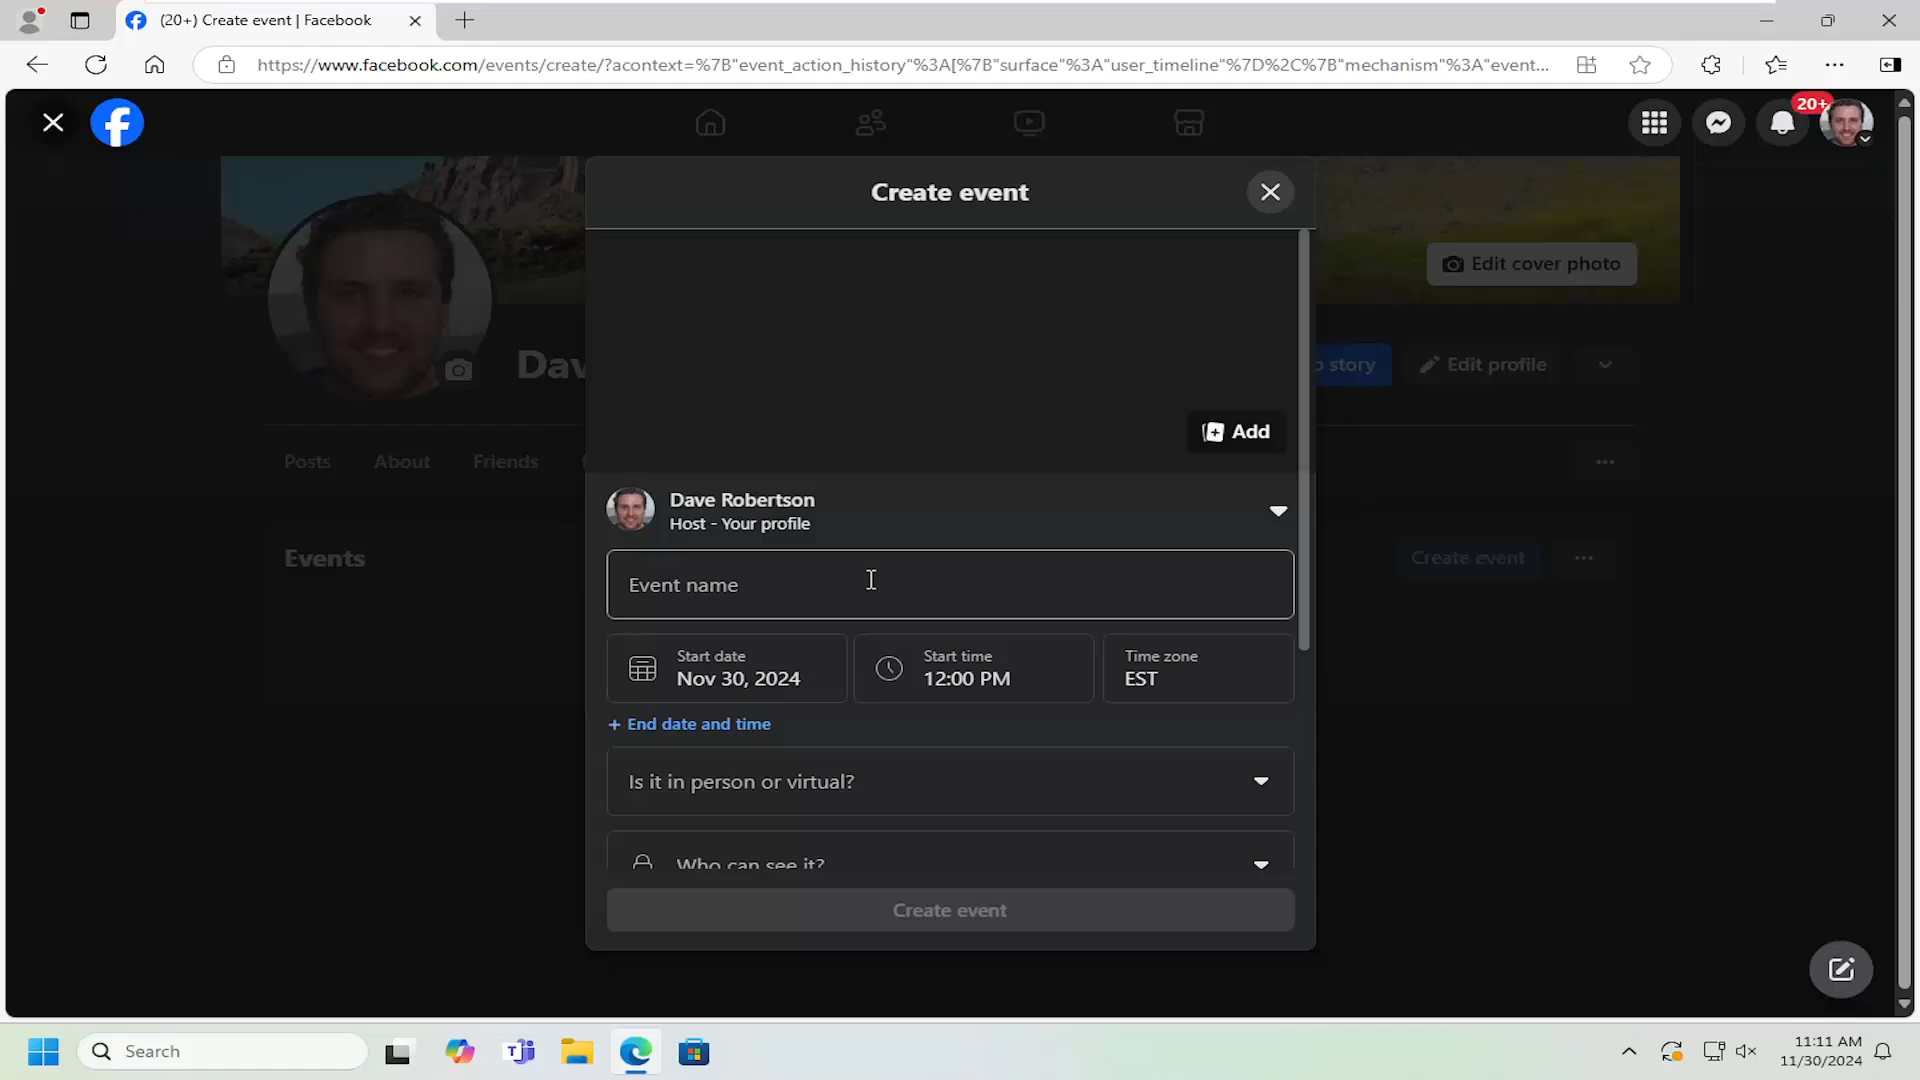 (20+) Create event | Facebook
https://www.facebook.com/events/create/?acontext=%7B"event_action_history"%3A[%7B"surface"%3A"user_timeline"%7D%2C%7B"mechanism"%3A"event...
20+
Create event
Edit cover photo
Add
Dav
o story
Edit profile
Posts
About
Friends
Dave Robertson
Host - Your profile
Events
Create event
Event name
Start date
Nov 30, 2024
Start time
12:00 PM
Time zone
EST
+ End date and time
Is it in person or virtual?
Who can see it?
Create event
Search
11:11 AM
11/30/2024